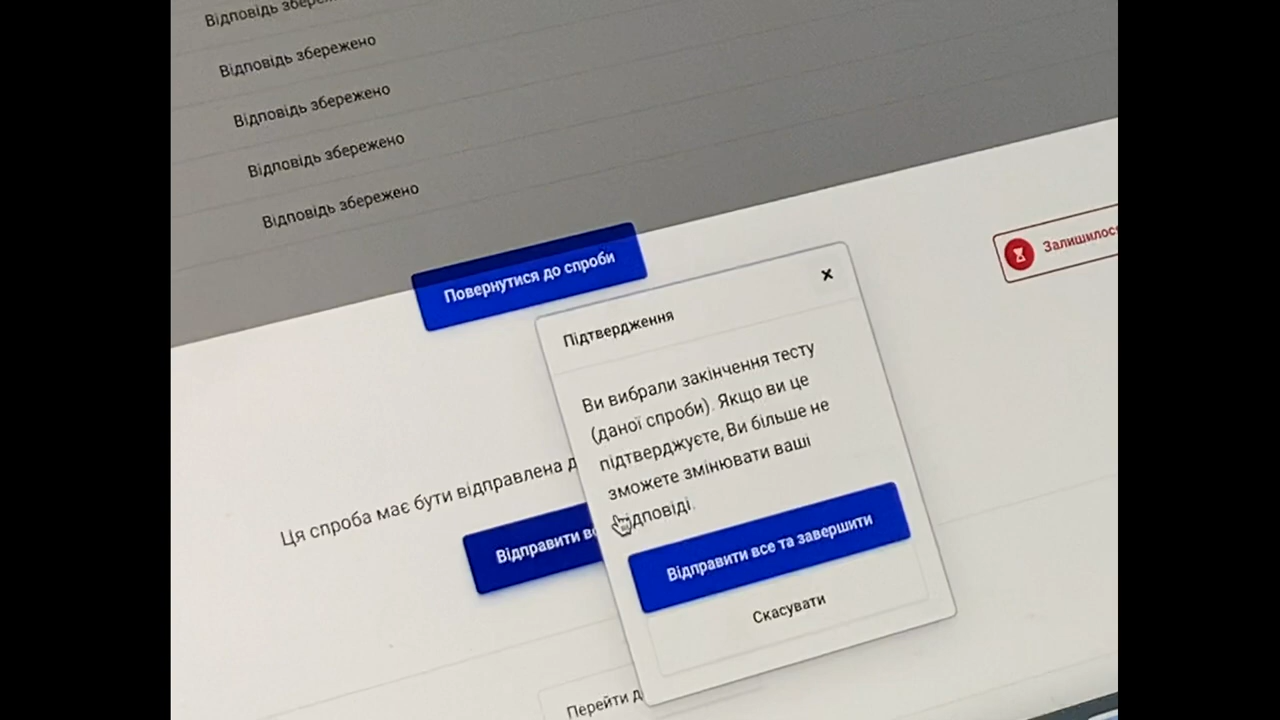 Відповідь
Відповідь збережено
Відповідь збережено
Відповідь збережено
Відповідь збережено
Повернутися до спроби
Залишилось
Підтвердження
Ви вибрали закінчення тесту
(даної спроби). Якщо ви це
підтверджуєте, Ви більше не
зможете змінювати ваші
Ця спроба має бути відправлена
Відправити
Відправити все та завершити
Скасувати
Перейти